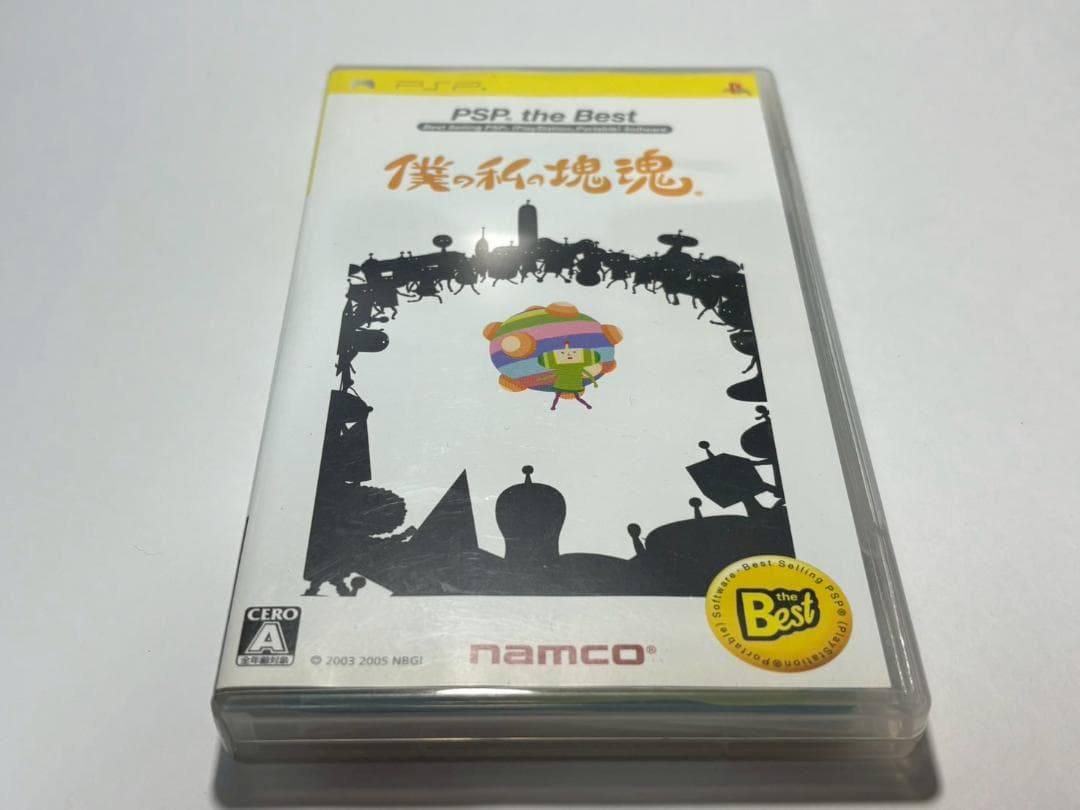 PSP®
PSP® the Best
Best Selling PSP® (PlayStation®Portable) Software
僕の私の塊魂®
Software・Best Selling PSP® (PlayStation®Portable)
the
Best
CERO
A
全年齢対象
© 2003 2005 NBGI
namco®